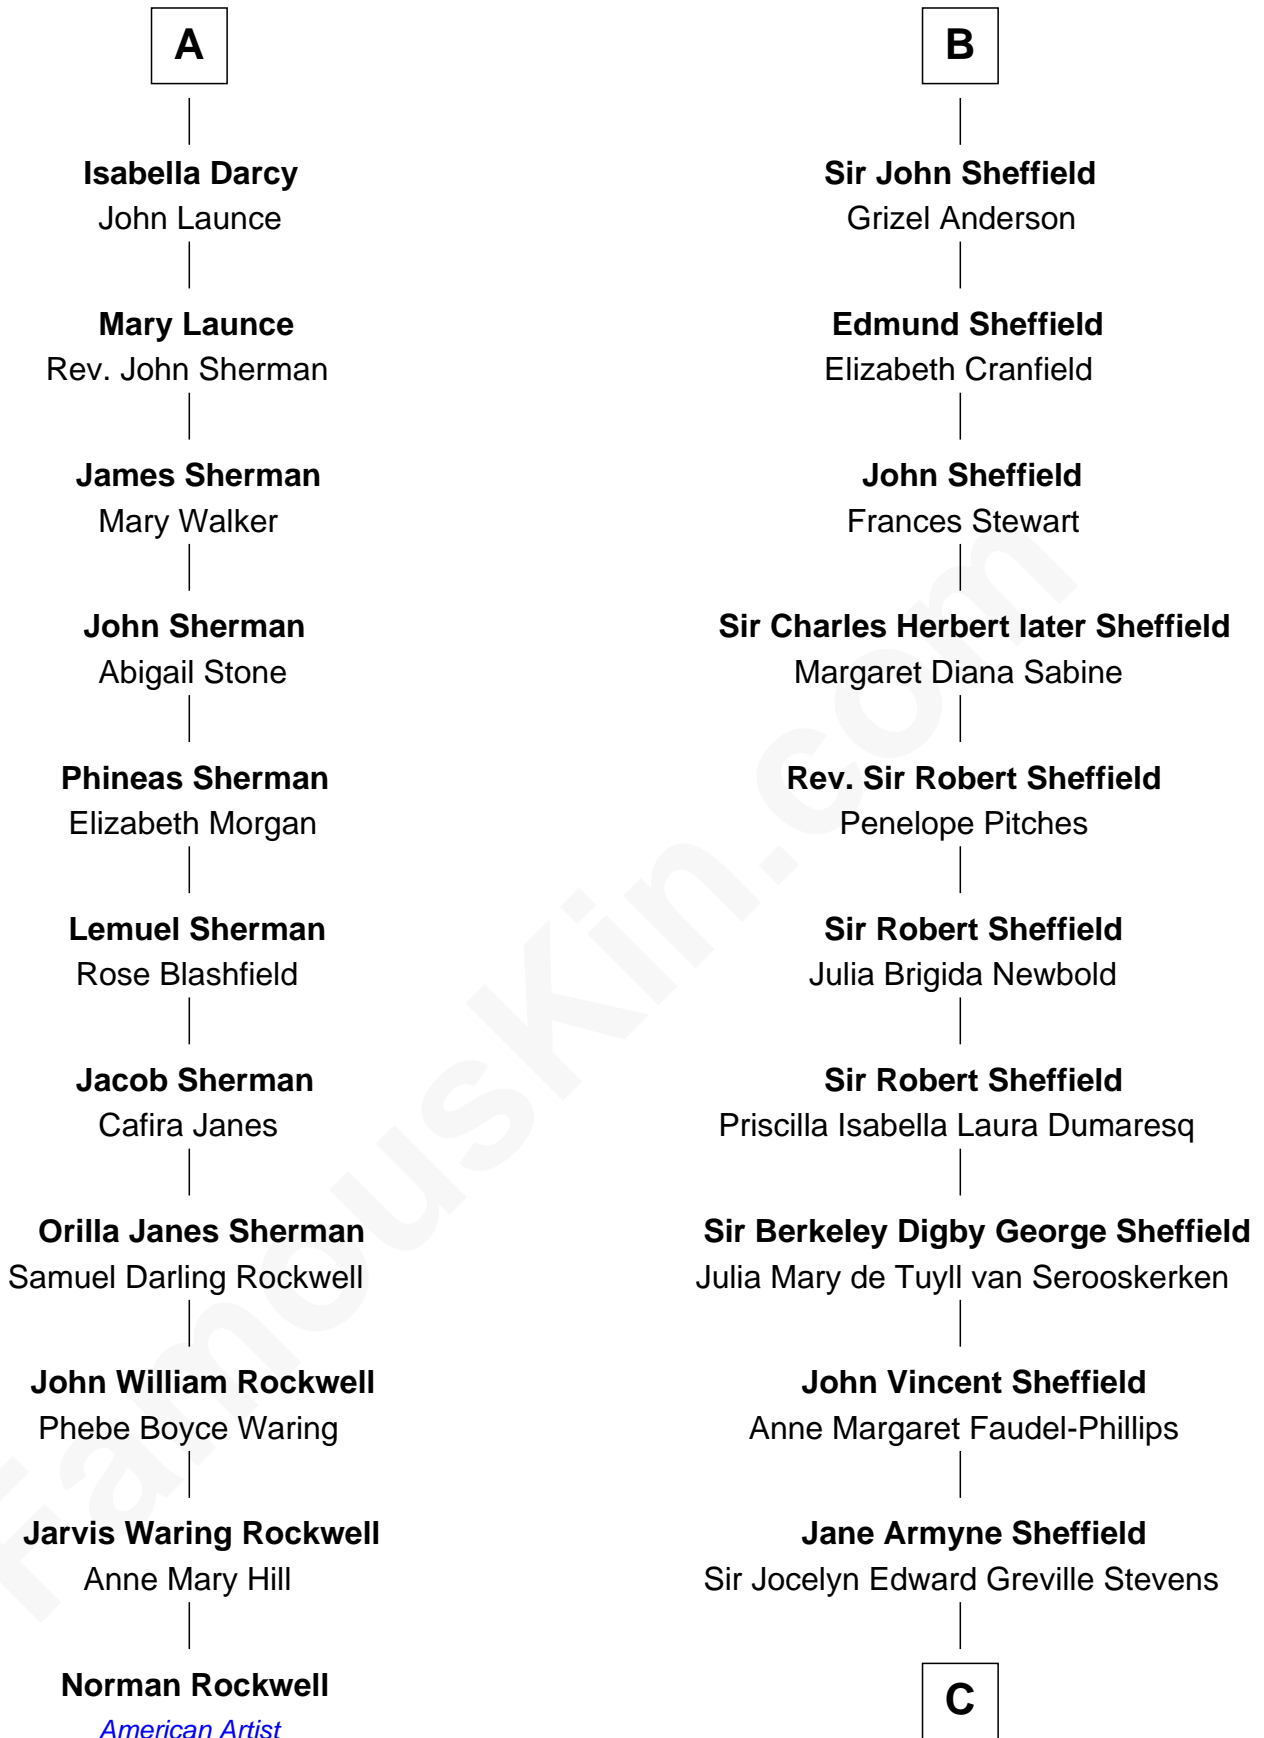 A
Isabella Darcy
John Launce
Mary Launce
Rev. John Sherman
James Sherman
Mary Walker
John Sherman
Abigail Stone
Phineas Sherman
Elizabeth Morgan
Lemuel Sherman
Rose Blashfield
Jacob Sherman
Cafira Janes
Orilla Janes Sherman
Samuel Darling Rockwell
John William Rockwell
Phebe Boyce Waring
Jarvis Waring Rockwell
Anne Mary Hill
Norman Rockwell
American Artist
B
Sir John Sheffield
Grizel Anderson
Edmund Sheffield
Elizabeth Cranfield
John Sheffield
Frances Stewart
Sir Charles Herbert later Sheffield
Margaret Diana Sabine
Rev. Sir Robert Sheffield
Penelope Pitches
Sir Robert Sheffield
Julia Brigida Newbold
Sir Robert Sheffield
Priscilla Isabella Laura Dumaresq
Sir Berkeley Digby George Sheffield
Julia Mary de Tuyll van Serooskerken
John Vincent Sheffield
Anne Margaret Faudel-Phillips
Jane Armyne Sheffield
Sir Jocelyn Edward Greville Stevens
C
FamousKin.com